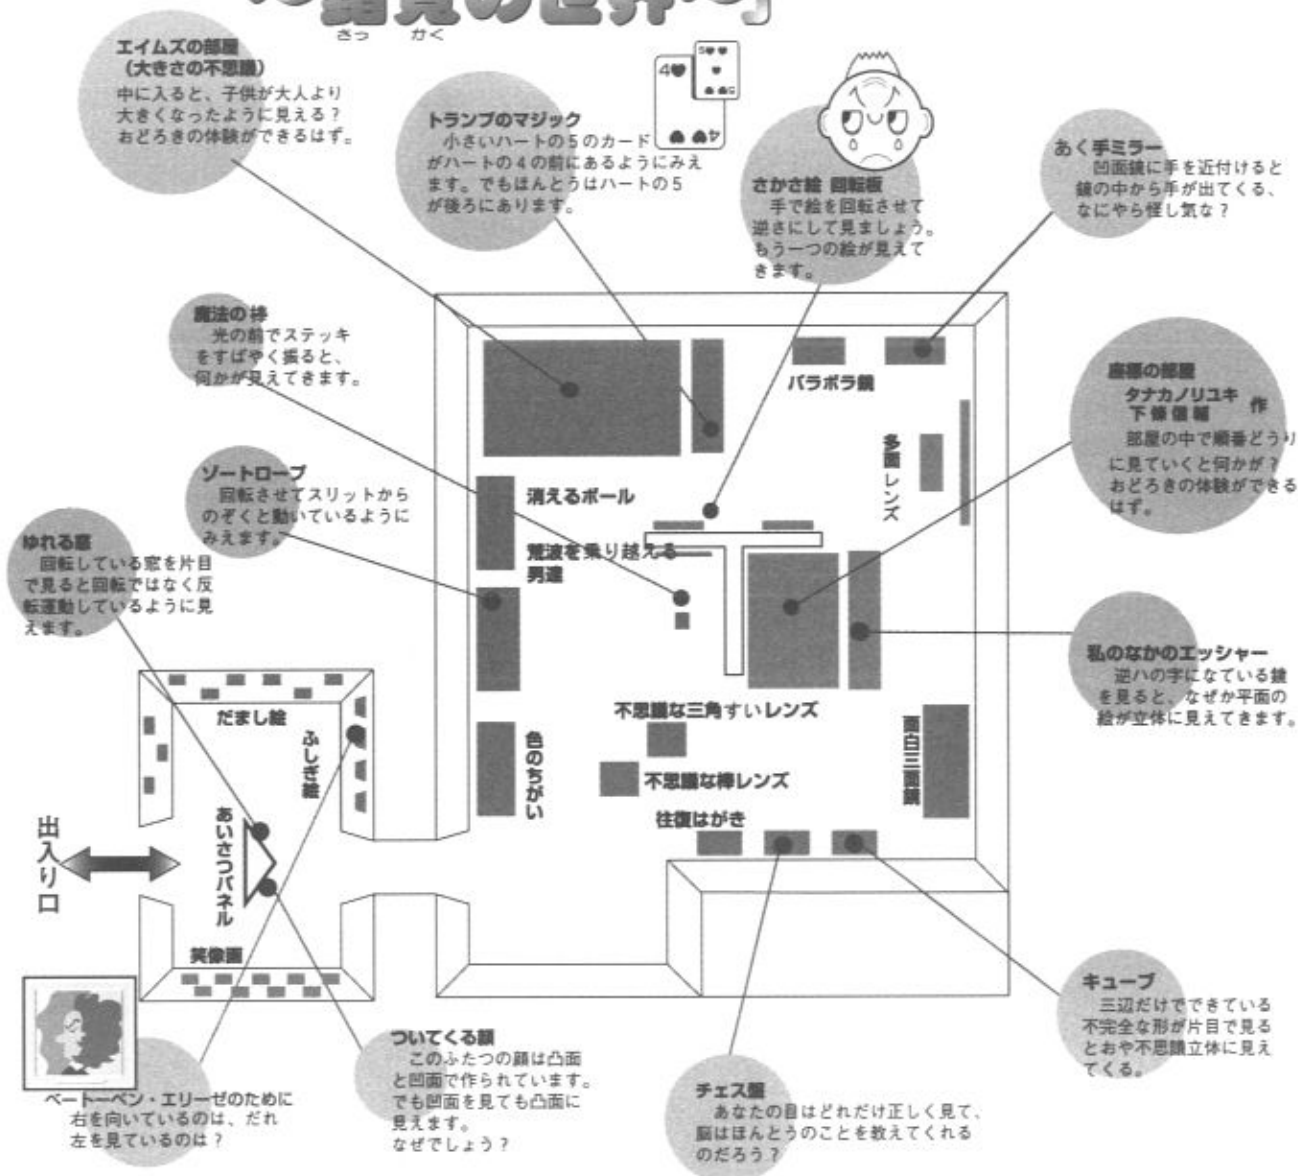 ～錯覚の世界～」
さっ かく
エイムズの部屋
（大きさの不思議）
中に入ると、子供が大人より
大きくなったように見える？
おどろきの体験ができるはず。
トランプのマジック
小さいハートの５のカード
がハートの４の前にあるようにみえ
ます。でもほんとうはハートの５
が後ろにあります。
4♥
5♥♥
さかさ絵 回転板
手で絵を回転させて
逆さにして見ましょう。
もう一つの絵が見えて
きます。
あく手ミラー
凹面鏡に手を近付けると
鏡の中から手が出てくる、
なにやら怪し気な？
魔法の棒
光の前でステッキ
をすばやく振ると、
何かが見えてきます。
座標の部屋
タナカノリユキ
下條信輔 作
部屋の中で順番どうり
に見ていくと何かが？
おどろきの体験ができる
はず。
ソートロープ
回転させてスリットから
のぞくと動いているように
みえます。
ゆれる窓
回転している窓を片目
で見ると回転ではなく反
転運動しているように見
えます。
パラボラ鏡
多面レンズ
消えるボール
荒波を乗り越える
男達
私のなかのエッシャー
逆ハの字になている鏡
を見ると、なぜか平面の
絵が立体に見えてきます。
だまし絵
ふしぎ絵
色のちがい
不思議な三角すいレンズ
不思議な棒レンズ
往復はがき
面白三面鏡
出入り口
あいさつパネル
笑像画
ベートーベン・エリーゼのために
右を向いているのは、だれ
左を見ているのは？
ついてくる顔
このふたつの顔は凸面
と凹面で作られています。
でも凹面を見ても凸面に
見えます。
なぜでしょう？
チェス盤
あなたの目はどれだけ正しく見て、
脳はほんとうのことを教えてくれる
のだろう？
キューブ
三辺だけでできている
不完全な形が片目で見る
とおや不思議立体に見え
てくる。